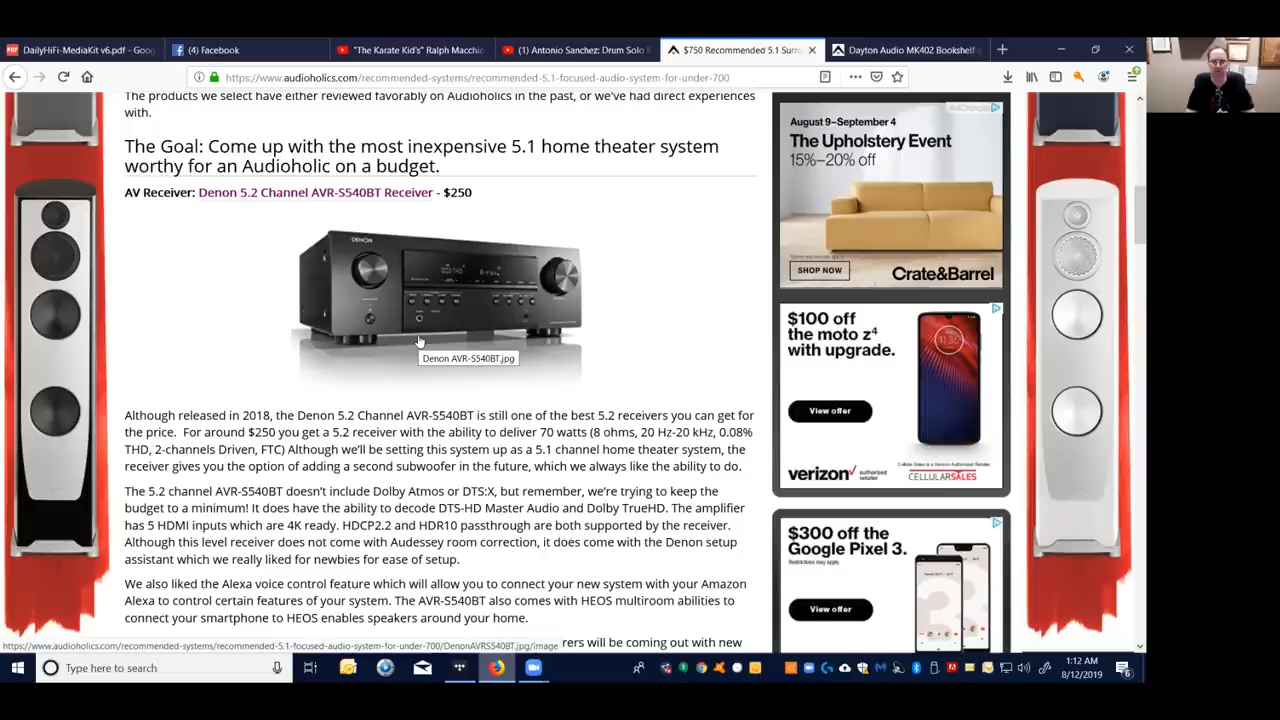 DailyHiFi-MediaKit v6.pdf - Goog
(4) Facebook
"The Karate Kid's" Ralph Macchio
(1) Antonio Sanchez: Drum Solo
$750 Recommended 5.1 Surro
Dayton Audio MK402 Bookshelf
https://www.audioholics.com/recommended-systems/recommended-5.1-focused-audio-system-for-under-700
The products we select have either reviewed favorably on Audioholics in the past, or we've had direct experiences
with.
The Goal: Come up with the most inexpensive 5.1 home theater system
worthy for an Audioholic on a budget.
AV Receiver: Denon 5.2 Channel AVR-S540BT Receiver - $250
DENON
Denon AVR-S540BT.jpg
Although released in 2018, the Denon 5.2 Channel AVR-S540BT is still one of the best 5.2 receivers you can get for
the price. For around $250 you get a 5.2 receiver with the ability to deliver 70 watts (8 ohms, 20 Hz-20 kHz, 0.08%
THD, 2-channels Driven, FTC) Although we'll be setting this system up as a 5.1 channel home theater system, the
receiver gives you the option of adding a second subwoofer in the future, which we always like the ability to do.
The 5.2 channel AVR-S540BT doesn't include Dolby Atmos or DTS:X, but remember, we're trying to keep the
budget to a minimum! It does have the ability to decode DTS-HD Master Audio and Dolby TrueHD. The amplifier
has 5 HDMI inputs which are 4K ready. HDCP2.2 and HDR10 passthrough are both supported by the receiver.
Although this level receiver does not come with Audessey room correction, it does come with the Denon setup
assistant which we really liked for newbies for ease of setup.
We also liked the Alexa voice control feature which will allow you to connect your new system with your Amazon
Alexa to control certain features of your system. The AVR-S540BT also comes with HEOS multiroom abilities to
connect your smartphone to HEOS enables speakers around your home.
rers will be coming out with new
https://www.audioholics.com/recommended-systems/recommended-5.1-focused-audio-system-for-under-700/DenonAVRS540BT.jpg/image
AdChoices
August 9–September 4
The Upholstery Event
15%–20% off
SHOP NOW
Crate&Barrel
$100 off
the moto z4
with upgrade.
11:35
View offer
verizon
authorized
retailer
Cellular Sales is a Verizon Authorized Retailer
CELLULARSALES
$300 off the
Google Pixel 3.
Restrictions may apply.
View offer
Type here to search
1:12 AM
8/12/2019
6